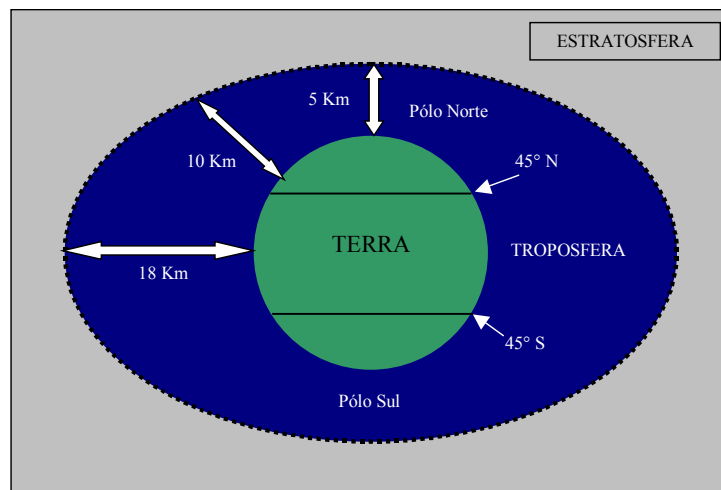 ESTRATOSFERA
5 Km
Pólo Norte
10 Km
45° N
TERRA
TROPOSFERA
18 Km
45° S
Pólo Sul